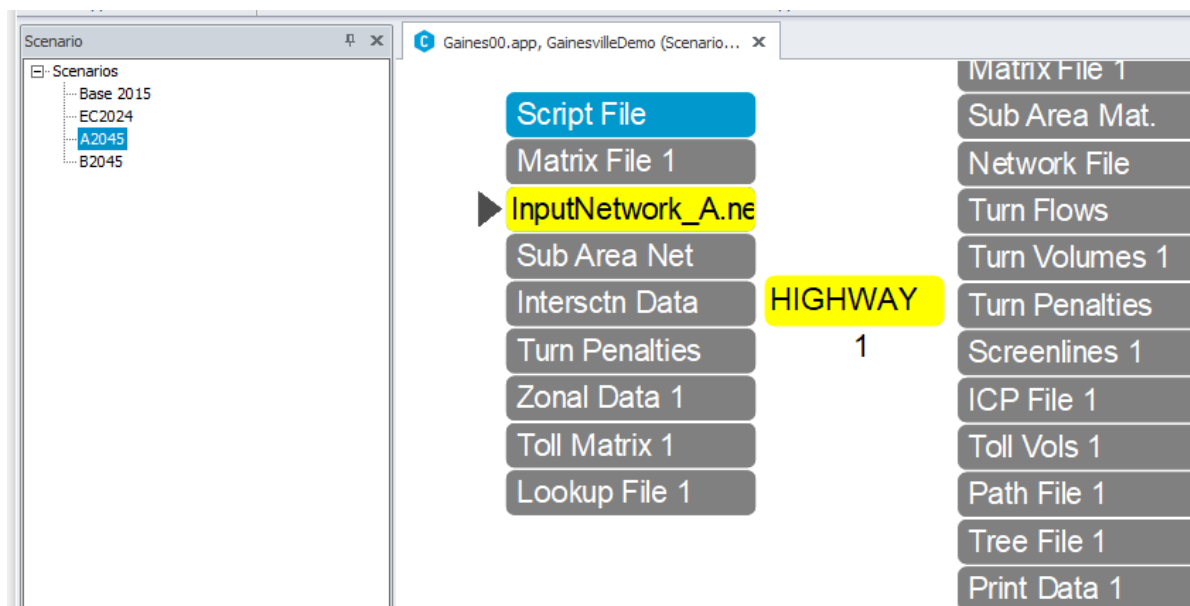 Scenario
Scenarios
Base 2015
EC2024
A2045
B2045
Gaines00.app, GainesvilleDemo (Scenario...
Script File
Matrix File 1
InputNetwork_A.ne
Sub Area Net
Intersctn Data
Turn Penalties
Zonal Data 1
Toll Matrix 1
Lookup File 1
HIGHWAY
1
Matrix File 1
Sub Area Mat.
Network File
Turn Flows
Turn Volumes 1
Turn Penalties
Screenlines 1
ICP File 1
Toll Vols 1
Path File 1
Tree File 1
Print Data 1